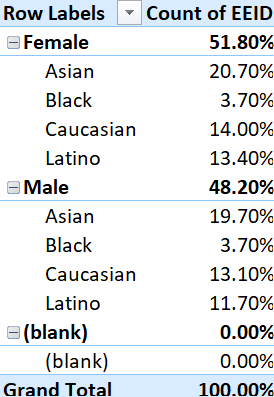 Row Labels Count of EEID
Female 51.80%
Asian 20.70%
Black 3.70%
Caucasian 14.00%
Latino 13.40%
Male 48.20%
Asian 19.70%
Black 3.70%
Caucasian 13.10%
Latino 11.70%
(blank) 0.00%
(blank) 0.00%
Grand Total 100.00%